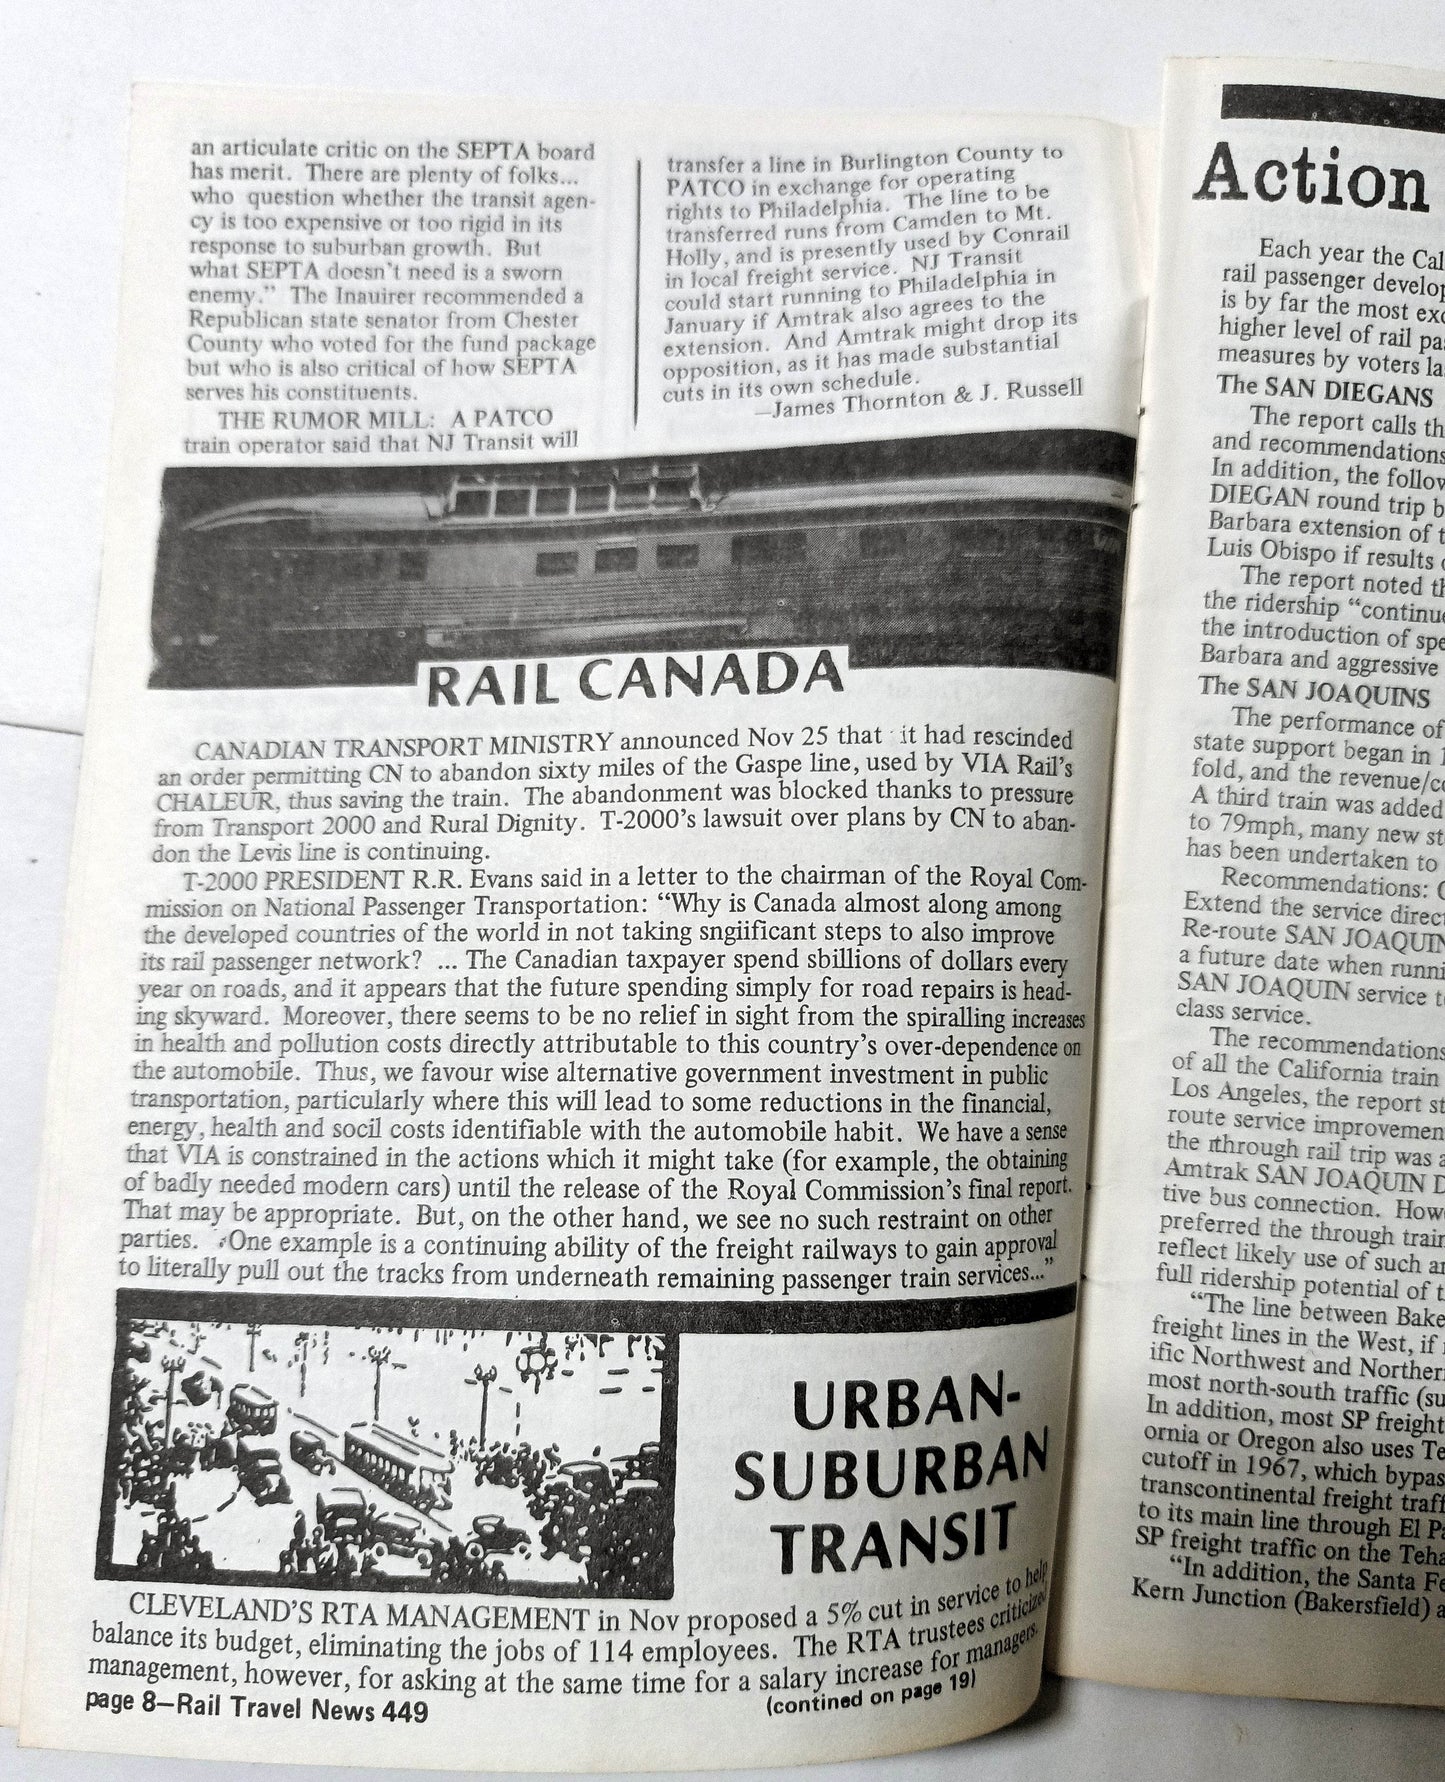 an articulate critic on the SEPTA board
has merit. There are plenty of folks...
who question whether the transit agen-
cy is too expensive or too rigid in its
response to suburban growth. But
what SEPTA doesn't need is a sworn
enemy." The Inauirer recommended a
Republican state senator from Chester
County who voted for the fund package
but who is also critical of how SEPTA
serves his constituents.
THE RUMOR MILL: A PATCO
train operator said that NJ Transit will
transfer a line in Burlington County to
PATCO in exchange for operating
rights to Philadelphia. The line to be
transferred runs from Camden to Mt.
Holly, and is presently used by Conrail
in local freight service. NJ Transit
could start running to Philadelphia in
January if Amtrak also agrees to the
extension. And Amtrak might drop its
opposition, as it has made substantial
cuts in its own schedule.
—James Thornton & J. Russell
VIA
RAIL CANADA
CANADIAN TRANSPORT MINISTRY announced Nov 25 that it had rescinded
an order permitting CN to abandon sixty miles of the Gaspe line, used by VIA Rail's
CHALEUR, thus saving the train. The abandonment was blocked thanks to pressure
from Transport 2000 and Rural Dignity. T-2000's lawsuit over plans by CN to aban-
don the Levis line is continuing.
T-2000 PRESIDENT R.R. Evans said in a letter to the chairman of the Royal Com-
mission on National Passenger Transportation: "Why is Canada almost along among
the developed countries of the world in not taking sngiificant steps to also improve
its rail passenger network? ... The Canadian taxpayer spend sbillions of dollars every
year on roads, and it appears that the future spending simply for road repairs is head-
ing skyward. Moreover, there seems to be no relief in sight from the spiralling increases
in health and pollution costs directly attributable to this country's over-dependence on
the automobile. Thus, we favour wise alternative government investment in public
transportation, particularly where this will lead to some reductions in the financial,
energy, health and socil costs identifiable with the automobile habit. We have a sense
that VIA is constrained in the actions which it might take (for example, the obtaining
of badly needed modern cars) until the release of the Royal Commission's final report.
That may be appropriate. But, on the other hand, we see no such restraint on other
parties. One example is a continuing ability of the freight railways to gain approval
to literally pull out the tracks from underneath remaining passenger train services..."
URBAN-
SUBURBAN
TRANSIT
CLEVELAND'S RTA MANAGEMENT in Nov proposed a 5% cut in service to help
balance its budget, eliminating the jobs of 114 employees. The RTA trustees criticized
management, however, for asking at the same time for a salary increase for managers.
(contined on page 19)
page 8—Rail Travel News 449
Action
Each year the Cal
rail passenger develop
is by far the most exc
higher level of rail pa
measures by voters la
The SAN DIEGANS
The report calls th
and recommendations
In addition, the follow
DIEGAN round trip b
Barbara extension of t
Luis Obispo if results
The report noted th
the ridership "continue
the introduction of spe
Barbara and aggressive
The SAN JOAQUINS
The performance of
state support began in 1
fold, and the revenue/c
A third train was added
to 79mph, many new st
has been undertaken to
Recommendations:
Extend the service direct
Re-route SAN JOAQUIN
a future date when runni
SAN JOAQUIN service t
class service.
The recommendations
of all the California train
Los Angeles, the report st
route service improvemen
the rthrough rail trip was a
Amtrak SAN JOAQUIN D
tive bus connection. How
preferred the through train
reflect likely use of such a
full ridership potential of t
"The line between Bake
freight lines in the West, if
ific Northwest and Northern
most north-south traffic (su
In addition, most SP freight
ornia or Oregon also uses Te
cutoff in 1967, which bypas
transcontinental freight traff
to its main line through El Pa
SP freight traffic on the Teha
"In addition, the Santa Fe
Kern Junction (Bakersfield) a